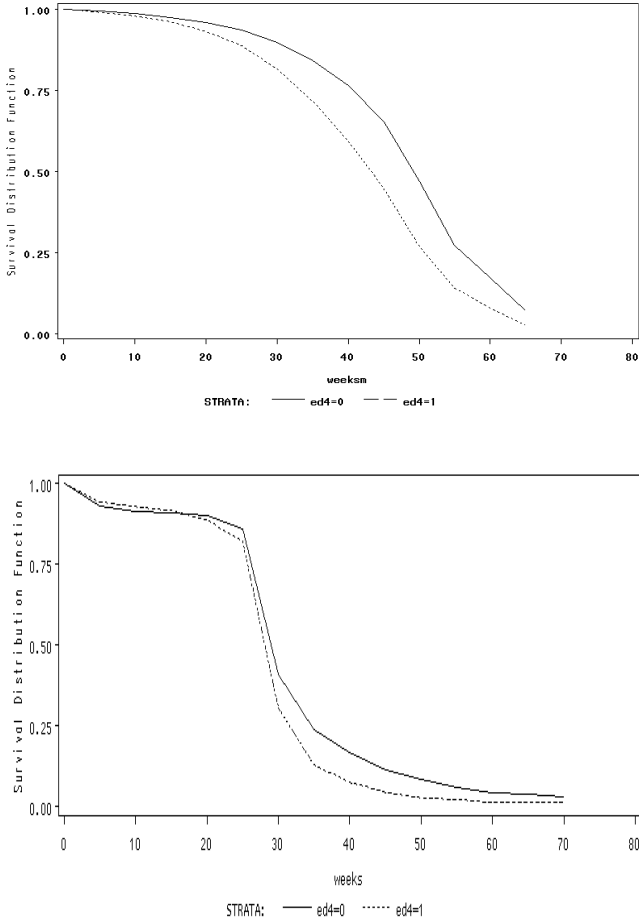 1.00
0.75
0.50
0.25
0.00
Survival Distribution Function
0 10 20 30 40 50 60 70 80
weeksm
STRATA: ed4=0 ed4=1
1.00
0.75
0.50
0.25
0.00
Survival Distribution Function
0 10 20 30 40 50 60 70 80
weeks
STRATA: ed4=0 ed4=1